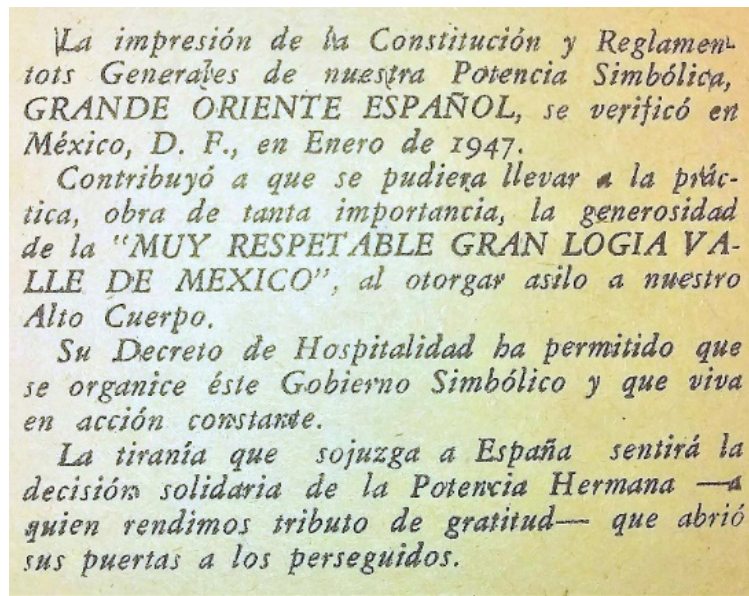 La impresión de la Constitución y Reglamen-
tots Generales de nuestra Potencia Simbólica,
GRANDE ORIENTE ESPAÑOL, se verificó en
México, D. F., en Enero de 1947.
Contribuyó a que se pudiera llevar a la prác-
tica, obra de tanta importancia, la generosidad
de la "MUY RESPETABLE GRAN LOGIA VA-
LLE DE MEXICO", al otorgar asilo a nuestro
Alto Cuerpo.
Su Decreto de Hospitalidad ha permitido que
se organice éste Gobierno Simbólico y que viva
en acción constante.
La tiranía que sojuzga a España sentirá la
decisión solidaria de la Potencia Hermana —a
quien rendimos tributo de gratitud— que abrió
sus puertas a los perseguidos.